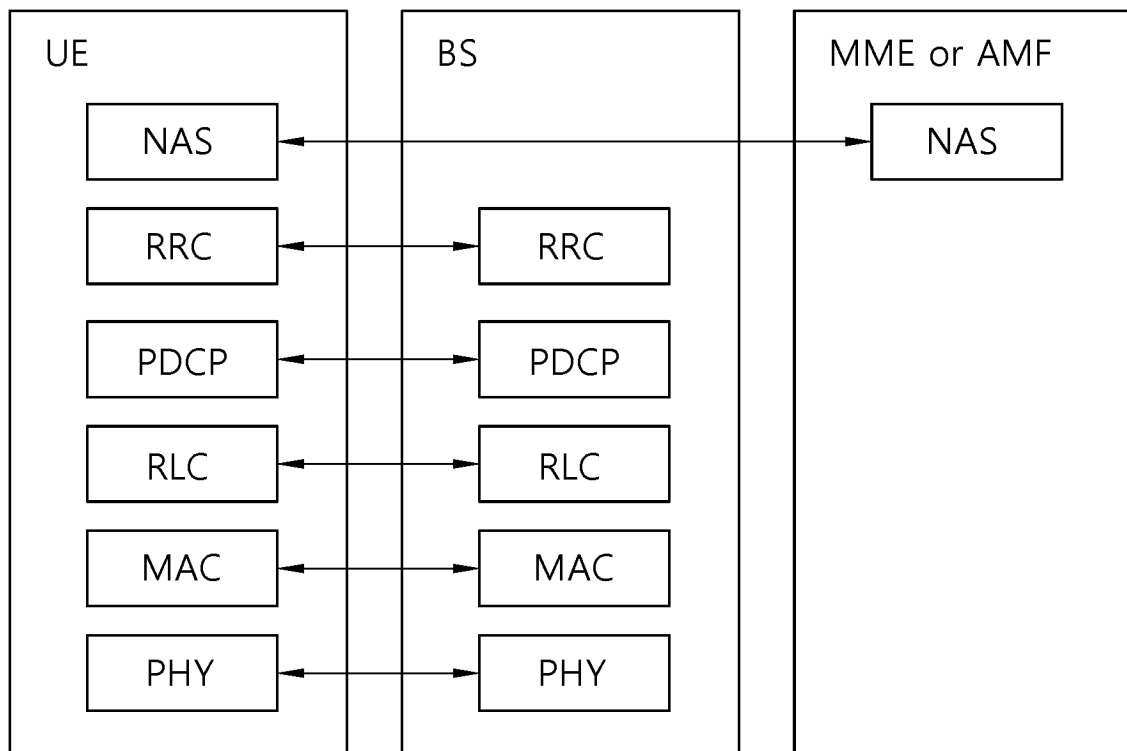 UE BS MME or AMF
NAS NAS
RRC RRC
PDCP PDCP
RLC RLC
MAC MAC
PHY PHY